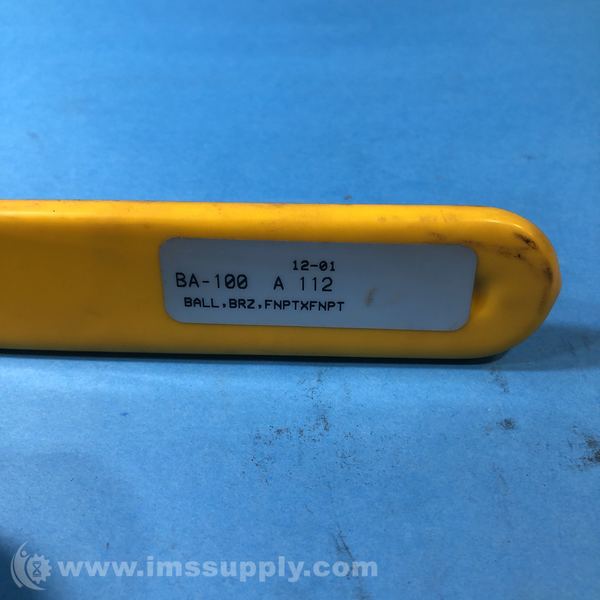 12-01
BA-100 A 112
BALL,BRZ,FNPTXFNPT
www.imssupply.com